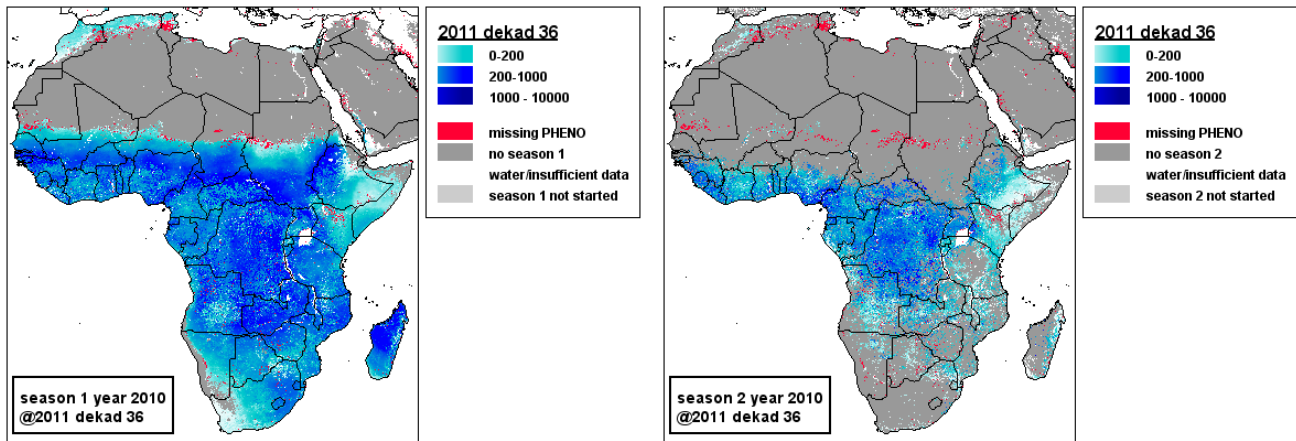 2011 dekad 36
0-200
200-1000
1000 - 10000
missing PHENO
no season 1
water/insufficient data
season 1 not started
season 1 year 2010
@2011 dekad 36
2011 dekad 36
0-200
200-1000
1000 - 10000
missing PHENO
no season 2
water/insufficient data
season 2 not started
season 2 year 2010
@2011 dekad 36